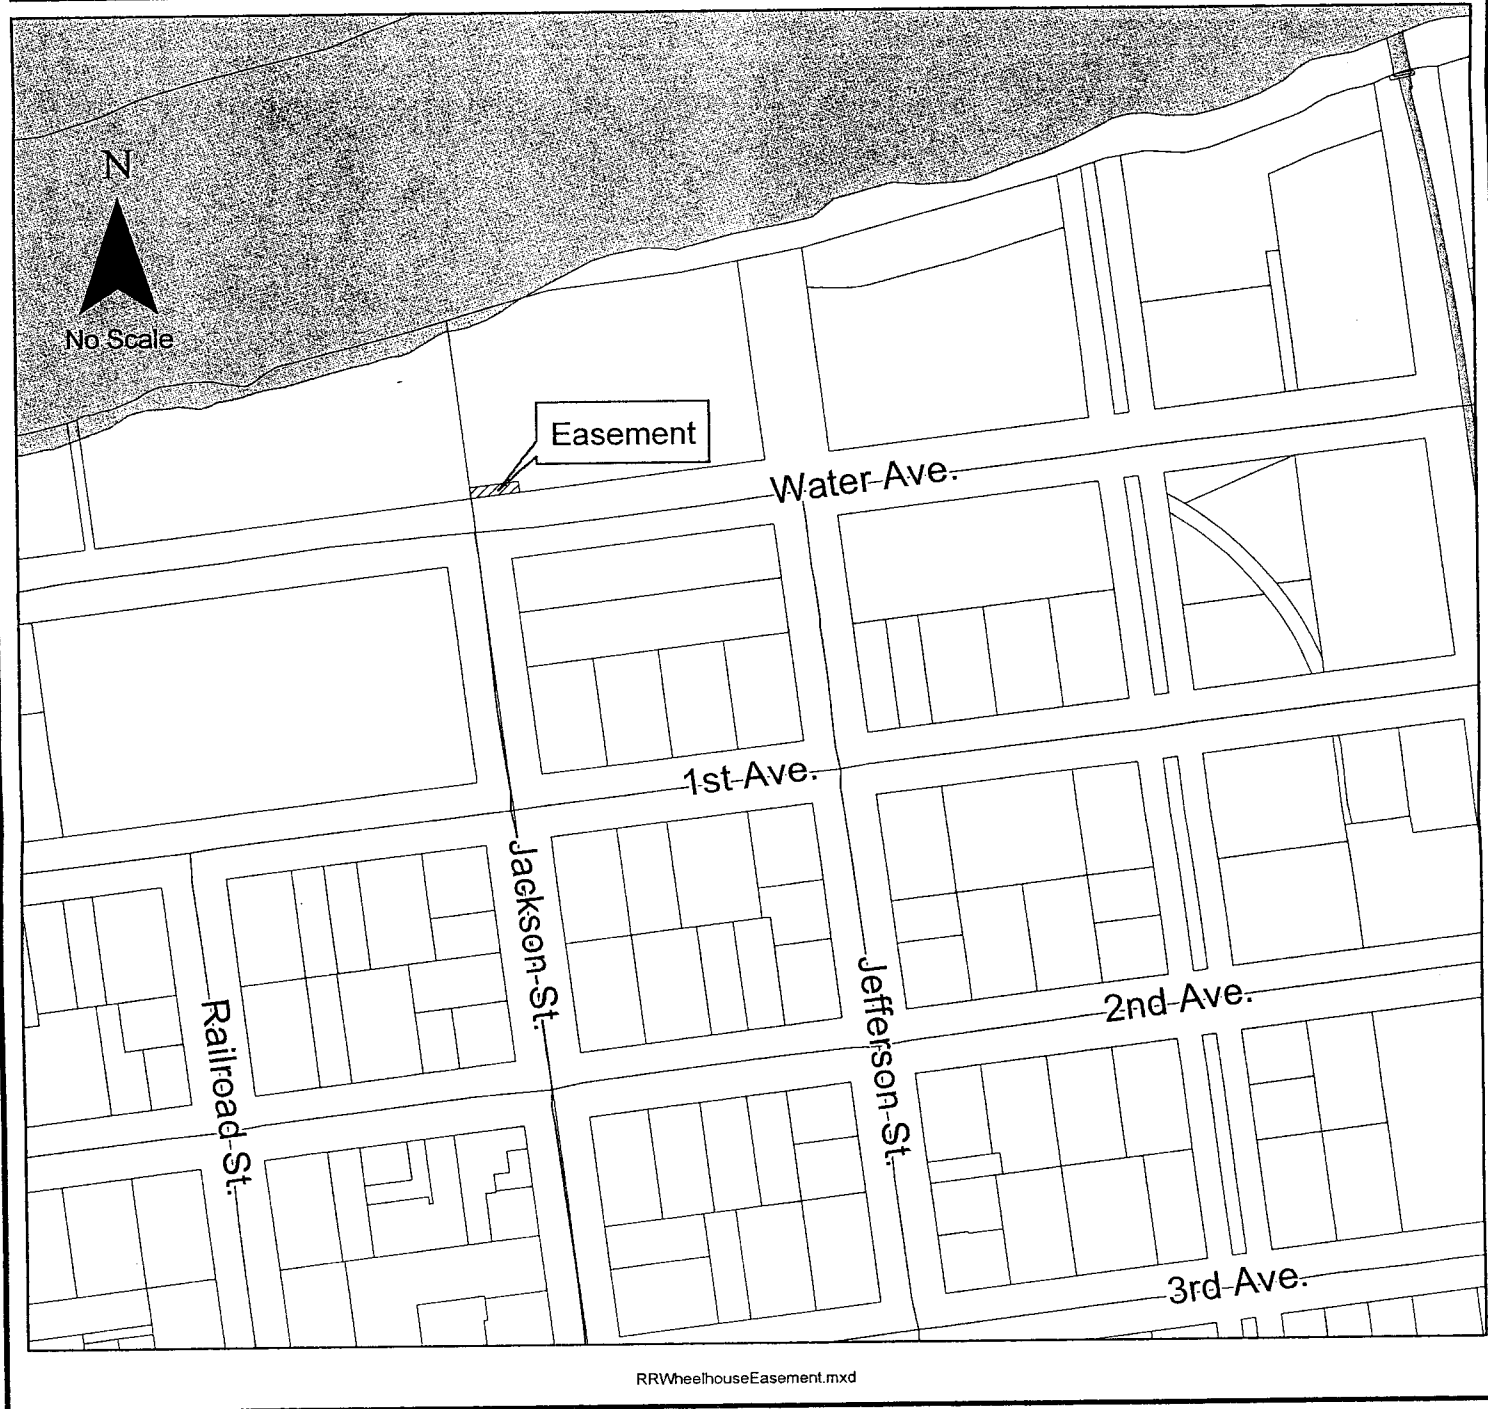 N
No Scale
Easement
Water Ave.
1st Ave.
Jackson St.
Jefferson St.
2nd Ave.
Railroad St.
3rd Ave.
RRWheelhouseEasement.mxd